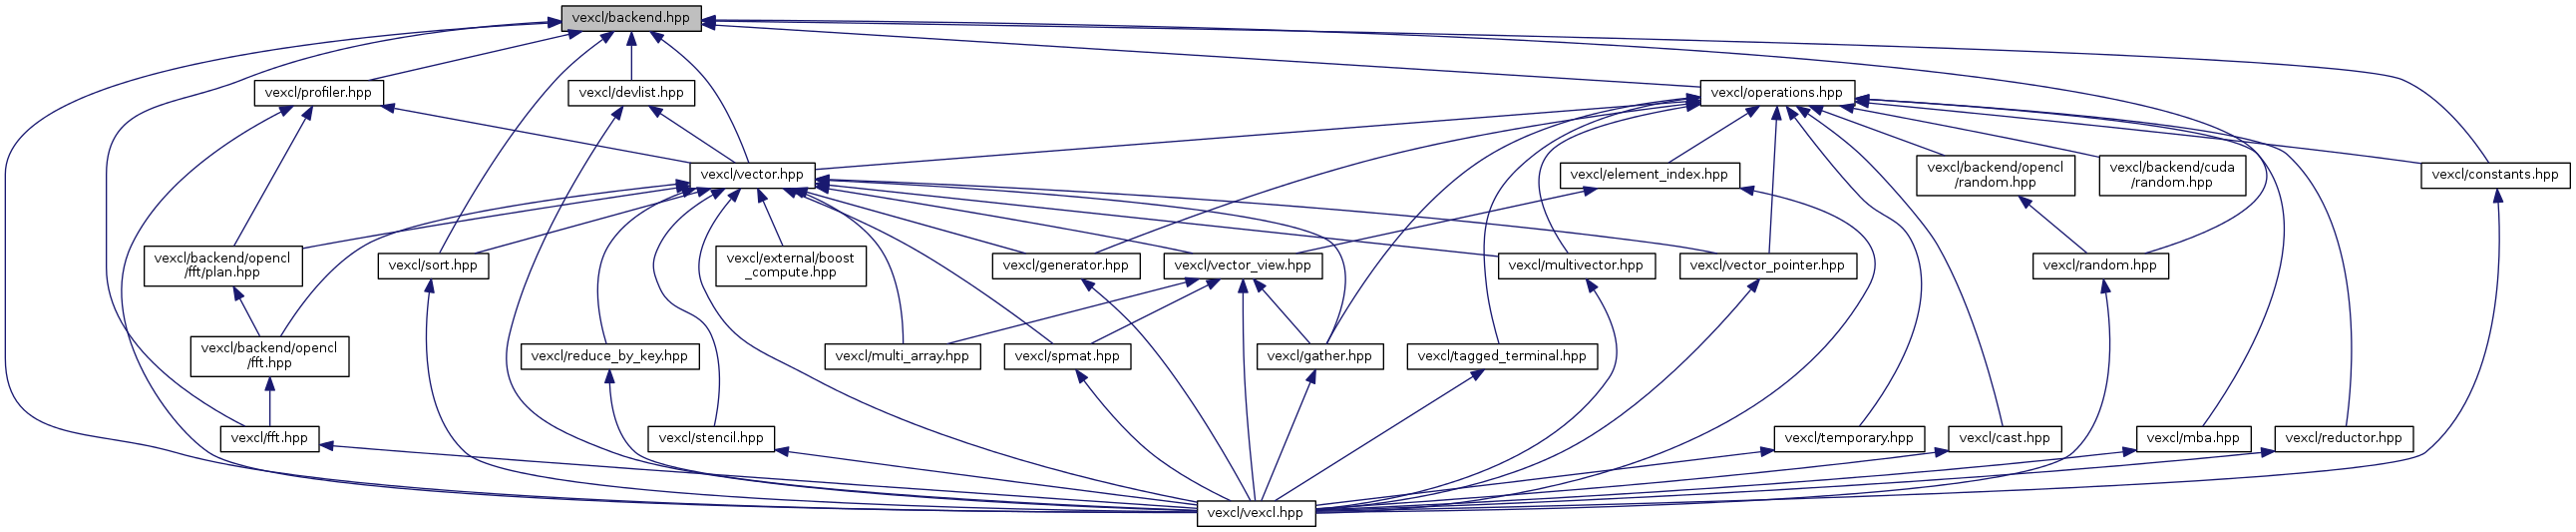 vexcl/backend.hpp
vexcl/profiler.hpp
vexcl/devlist.hpp
vexcl/operations.hpp
vexcl/vector.hpp
vexcl/element_index.hpp
vexcl/backend/opencl
/random.hpp
vexcl/backend/cuda
/random.hpp
vexcl/constants.hpp
vexcl/backend/opencl
/fft/plan.hpp
vexcl/sort.hpp
vexcl/external/boost
_compute.hpp
vexcl/generator.hpp
vexcl/vector_view.hpp
vexcl/multivector.hpp
vexcl/vector_pointer.hpp
vexcl/random.hpp
vexcl/backend/opencl
/fft.hpp
vexcl/reduce_by_key.hpp
vexcl/multi_array.hpp
vexcl/spmat.hpp
vexcl/gather.hpp
vexcl/tagged_terminal.hpp
vexcl/fft.hpp
vexcl/stencil.hpp
vexcl/temporary.hpp
vexcl/cast.hpp
vexcl/mba.hpp
vexcl/reductor.hpp
vexcl/vexcl.hpp